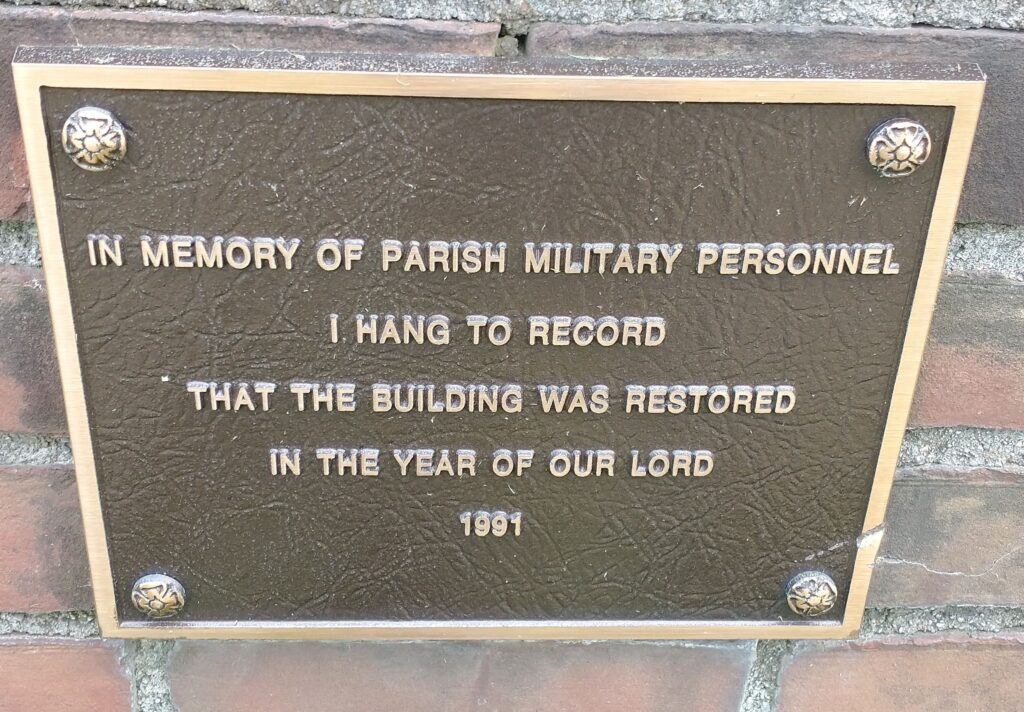 IN MEMORY OF PARISH MILITARY PERSONNEL
I HANG TO RECORD
THAT THE BUILDING WAS RESTORED
IN THE YEAR OF OUR LORD
1991